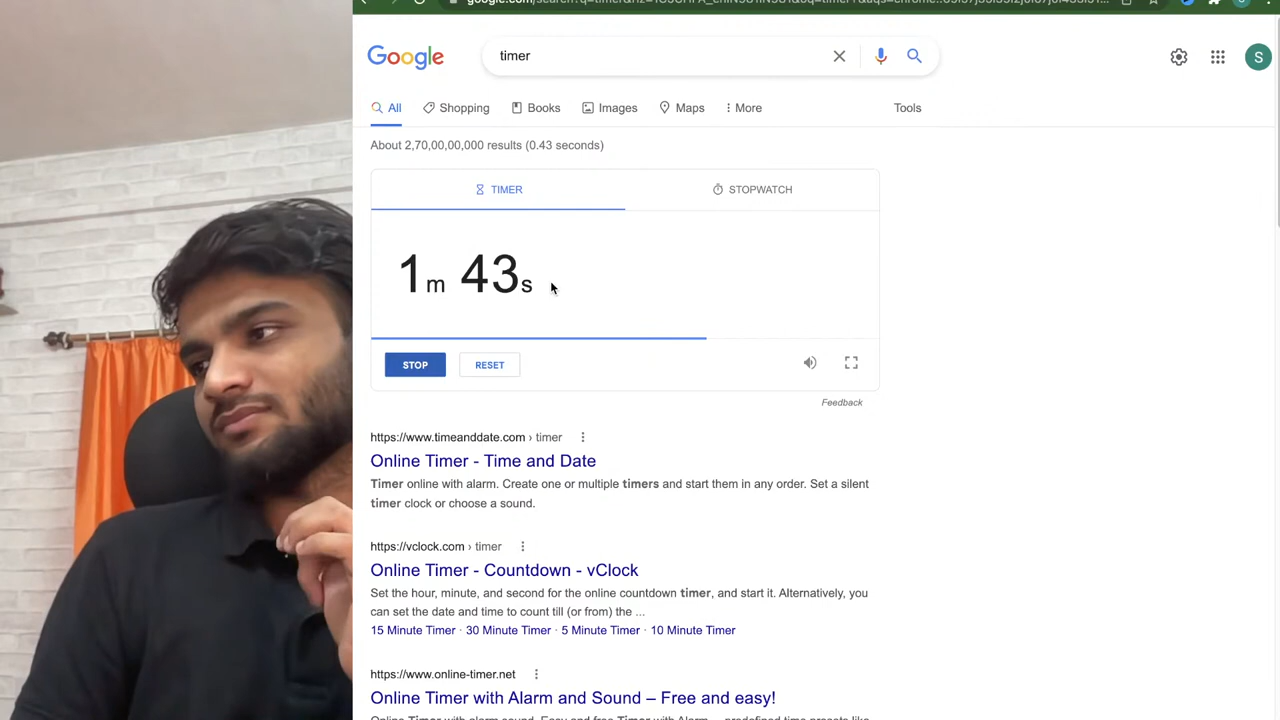 Google
timer
S
All
Shopping
Books
Images
Maps
More
Tools
About 2,70,00,00,000 results (0.43 seconds)
TIMER
STOPWATCH
1m 43s
STOP
RESET
Feedback
https://www.timeanddate.com › timer
Online Timer - Time and Date
Timer online with alarm. Create one or multiple timers and start them in any order. Set a silent
timer clock or choose a sound.
https://vclock.com › timer
Online Timer - Countdown - vClock
Set the hour, minute, and second for the online countdown timer, and start it. Alternatively, you
can set the date and time to count till (or from) the ...
15 Minute Timer · 30 Minute Timer · 5 Minute Timer · 10 Minute Timer
https://www.online-timer.net
Online Timer with Alarm and Sound – Free and easy!